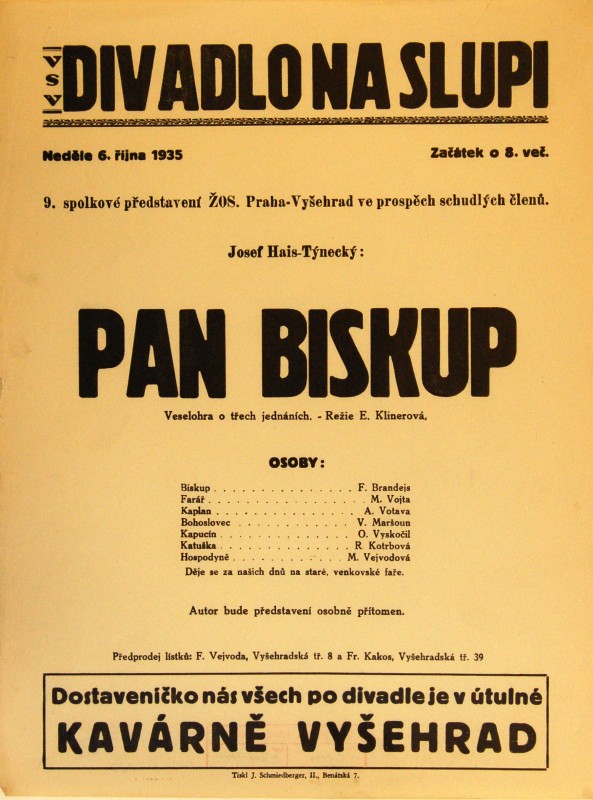 VSV DIVADLO NA SLUPI
Neděle 6. října 1935 Začátek o 8. več.
9. spolkové představení ŽOS. Praha-Vyšehrad ve prospěch schudlých členů.
Josef Hais-Týnecký:
PAN BISKUP
Veselohra o třech jednáních. - Režie E. Klinerová.
OSOBY:
Biskup . . . . . . . . . . . . . . F. Brandejs
Farář . . . . . . . . . . . . . . . M. Vojta
Kaplan . . . . . . . . . . . . . . A. Votava
Bohoslovec . . . . . . . . . . . V. Maršoun
Kapucín . . . . . . . . . . . . . O. Vyskočil
Katuška . . . . . . . . . . . . . R. Kotrbová
Hospodyně . . . . . . . . . . . M. Vejvodová
Děje se za našich dnů na staré, venkovské faře.
Autor bude představení osobně přítomen.
Předprodej lístků: F. Vejvoda, Vyšehradská tř. 8 a Fr. Kakos, Vyšehradská tř. 39
Dostaveníčko nás všech po divadle je v útulné
KAVÁRNĚ VYŠEHRAD
Tiskl J. Schmiedberger, II., Benátská 7.